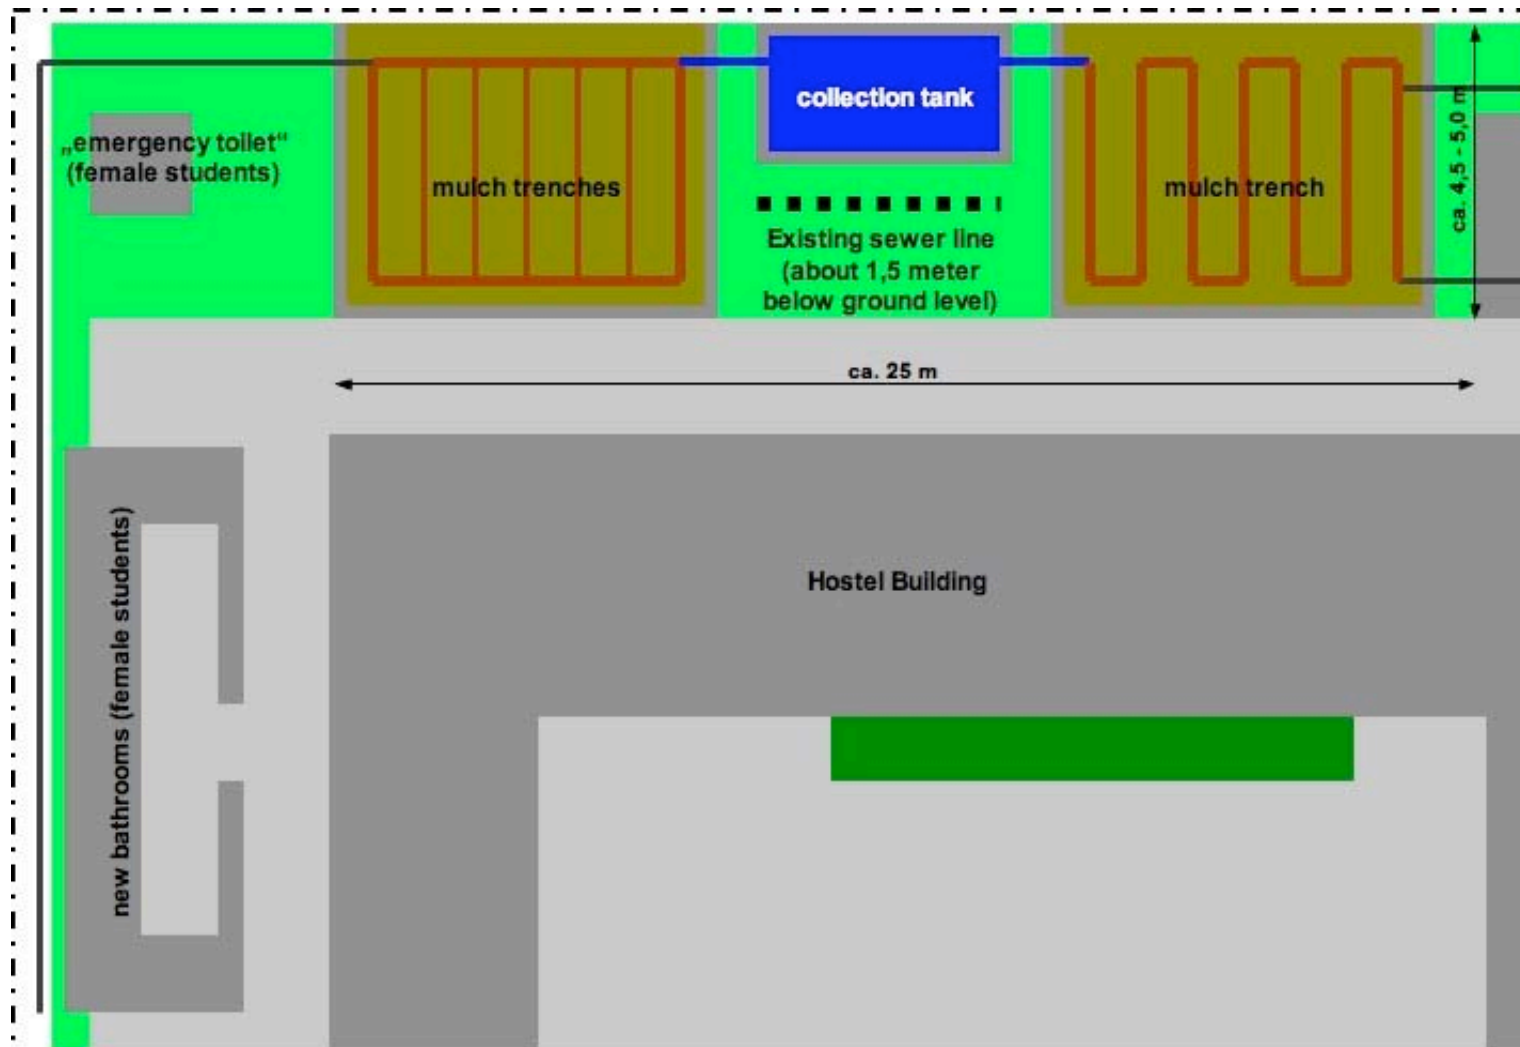 collection tank
„emergency toilet“
(female students)
mulch trenches
mulch trench
ca. 4,5 - 5,0 m
Existing sewer line
(about 1,5 meter
below ground level)
ca. 25 m
Hostel Building
new bathrooms (female students)